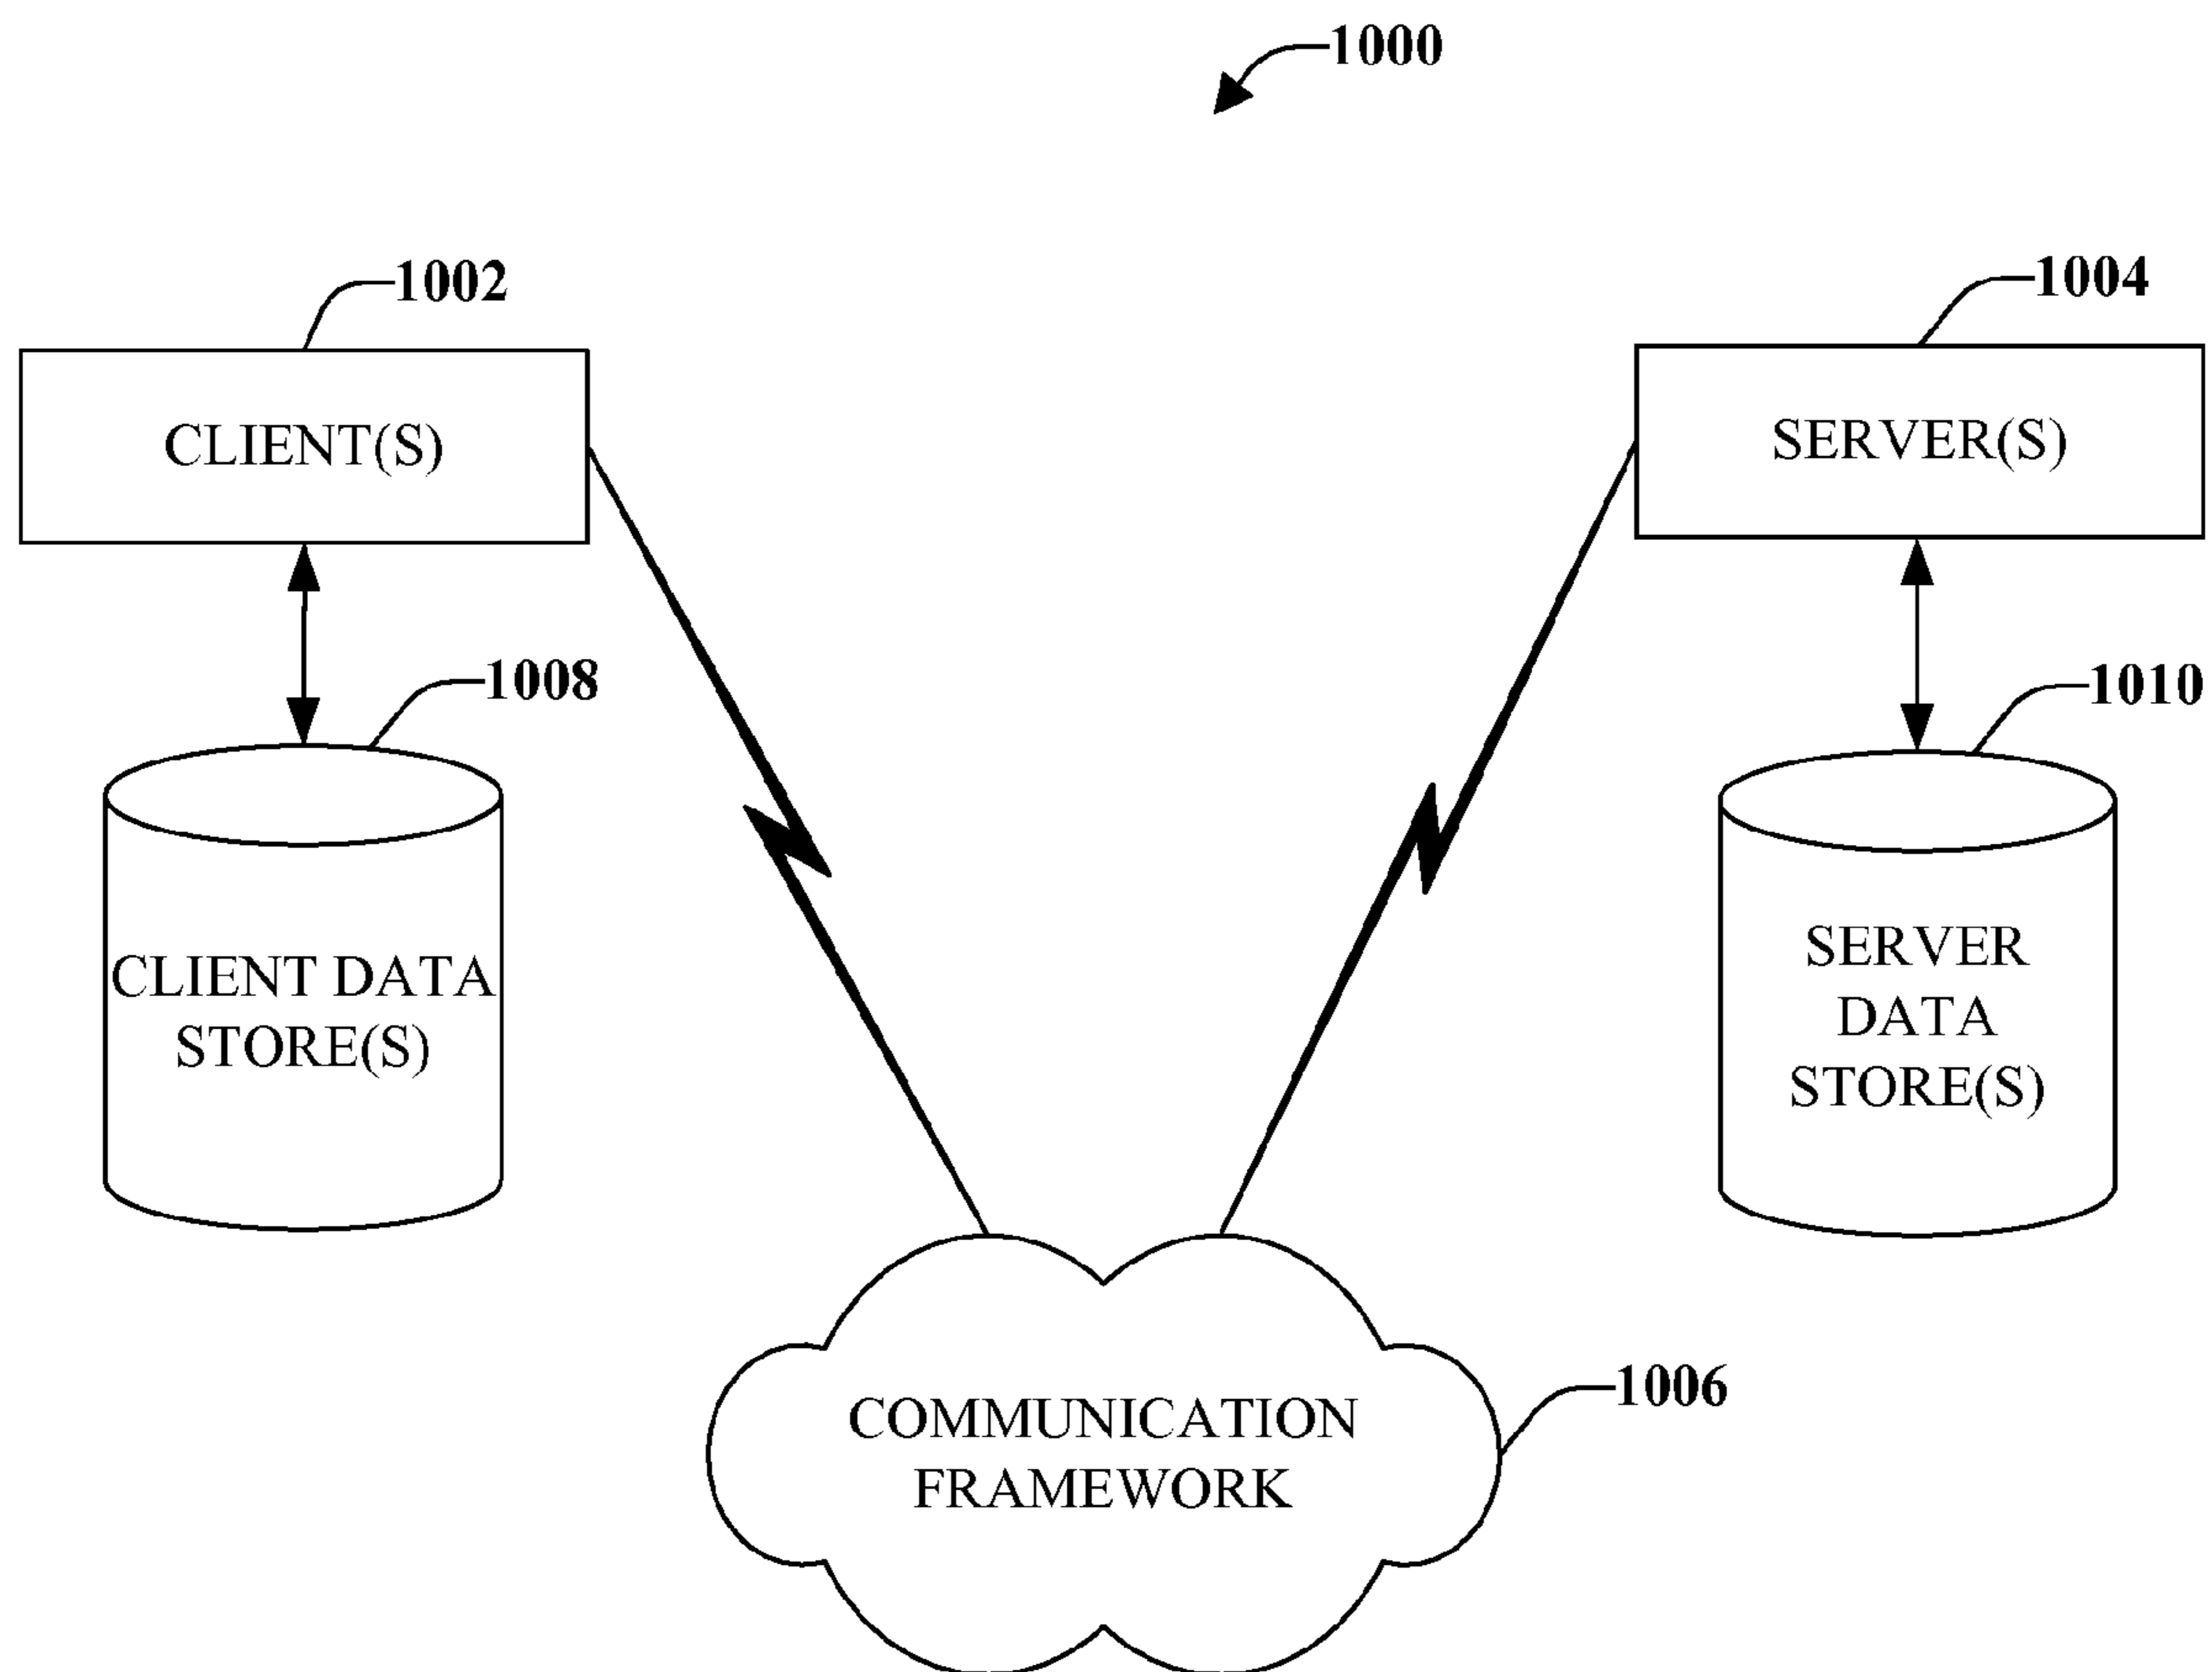 1000
1002
1004
CLIENT(S)
SERVER(S)
1008
1010
CLIENT DATA
STORE(S)
SERVER
DATA
STORE(S)
1006
COMMUNICATION
FRAMEWORK